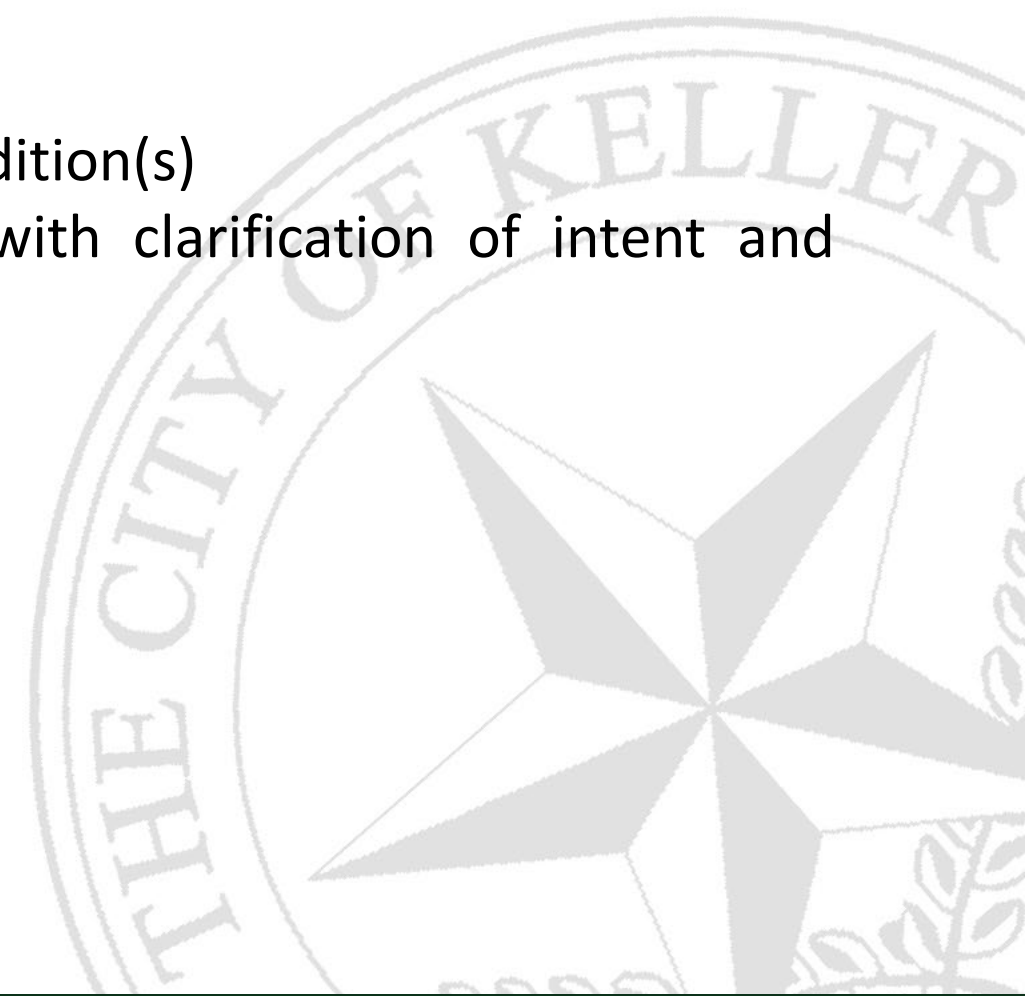 dition(s)
with clarification of intent and
THE CITY OF KELLER